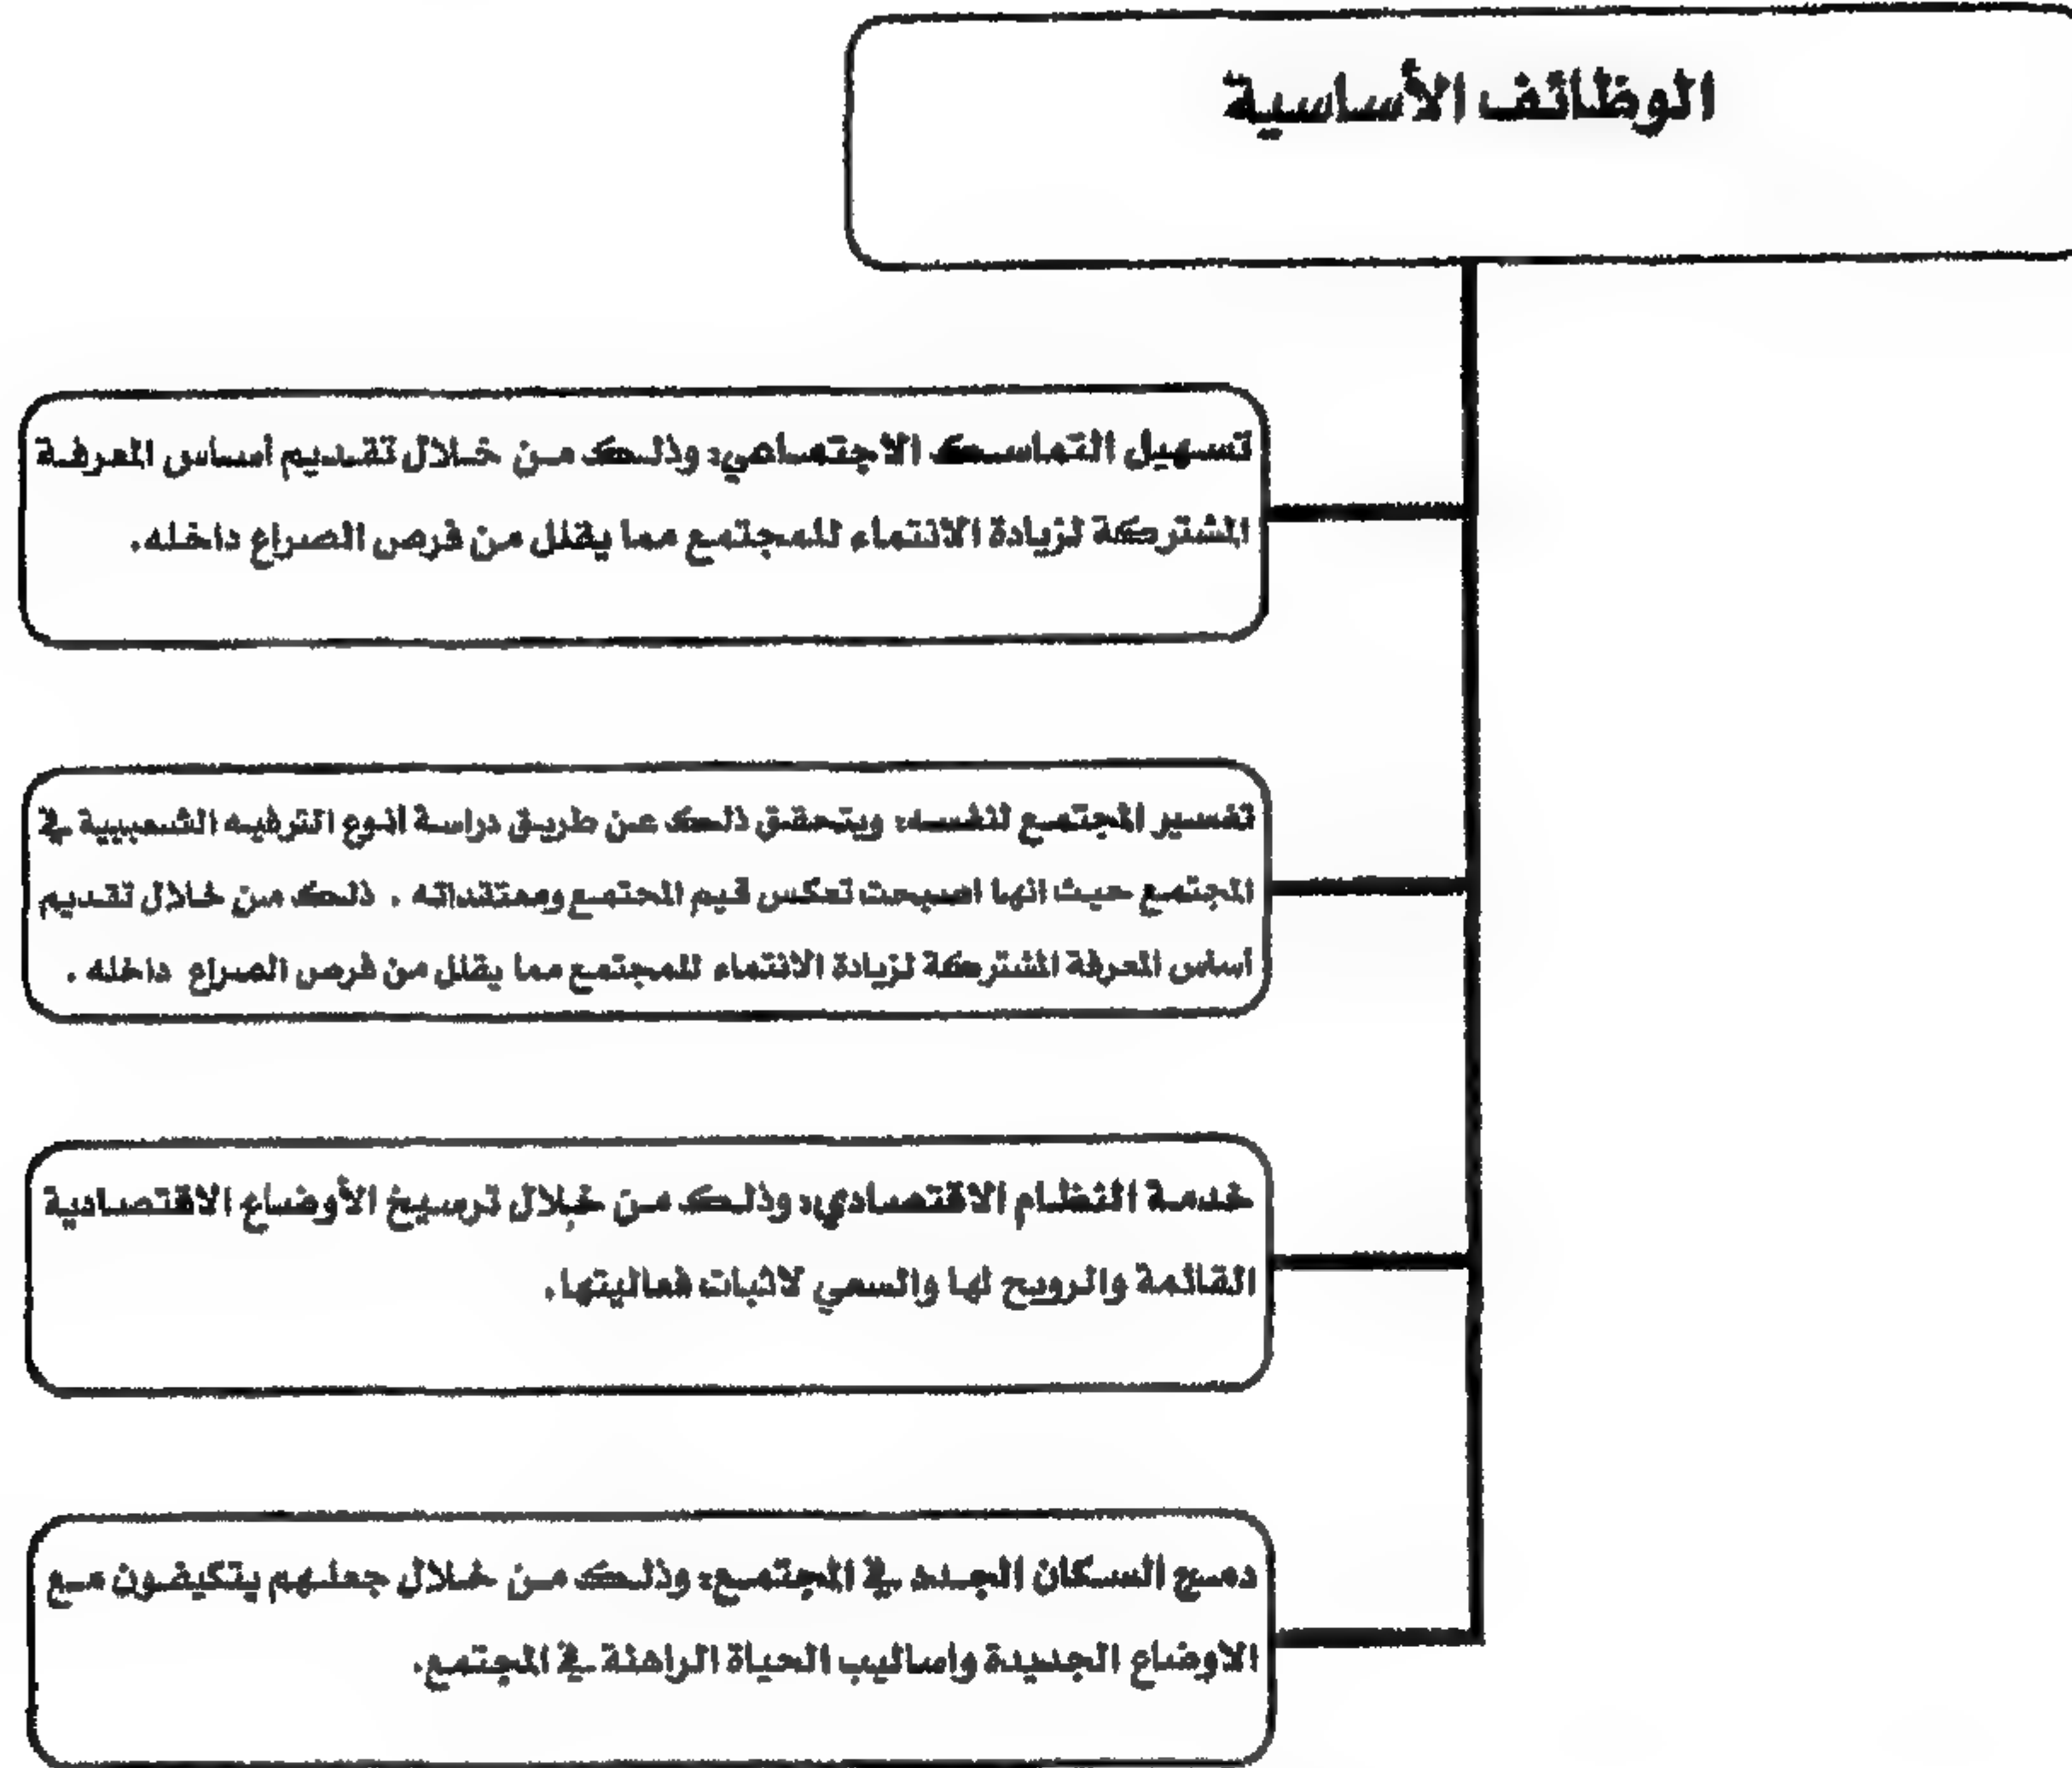 الوظائف الأساسية
تسهيل التماسك الاجتماعي: وذلك من خلال تقديم أساس المعرفة
المشتركة لزيادة الانتماء للمجتمع مما يقلل من فرص الصراع داخله.
تفسير المجتمع لنفسه: ويتحقق ذلك عن طريق دراسة انوع الترفيه الشعبيية في
المجتمع حيث انها اصبحت تعكس قيم المحتمع ومعتقداته . ذلك من خلال تقديم
أساس المعرفة المشتركة لزيادة الانتماء للمجتمع مما يقلل من فرص الصراع داخله .
خدمة النظام الاقتصادي: وذلك من خلال ترسيخ الأوضاع الاقتصادية
القائمة والرويج لها والسعي لاثبات فعاليتها.
دمج السكان الجدد في المجتمع: وذلك من خلال جعلهم يتكيفون مع
الاوضاع الجديدة واساليب الحياة الراهنة في المجتمع.